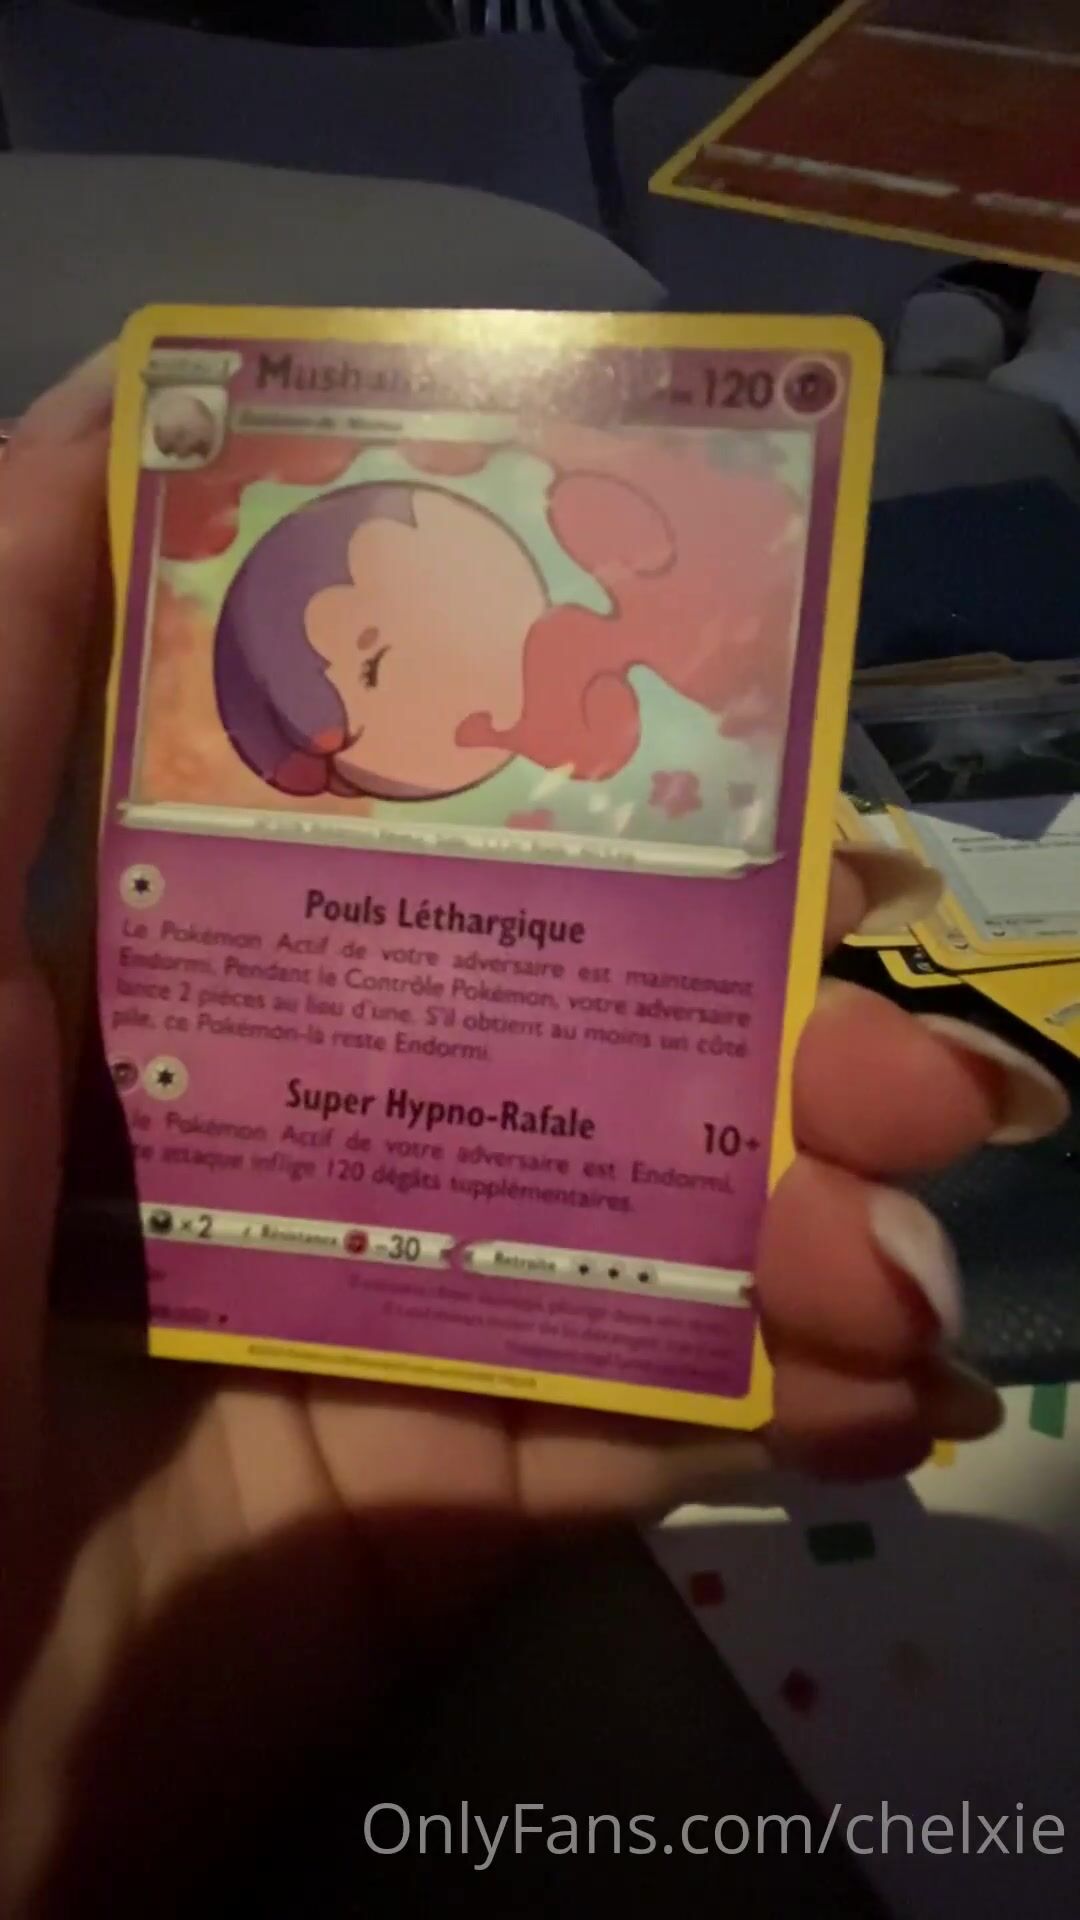 120
Pouls Léthargique
Le Pokémon Actif de votre adversaire est maintenant
Endormi. Pendant le Contrôle Pokémon, votre adversaire
lance 2 pièces au lieu d'une. S'il obtient au moins un côté
pile, ce Pokémon-là reste Endormi.
Super Hypno-Rafale 10+
le Pokémon Actif de votre adversaire est Endormi,
attaque inflige 120 dégâts supplémentaires.
×2 Résistance -30 Retraite
OnlyFans.com/chelxie